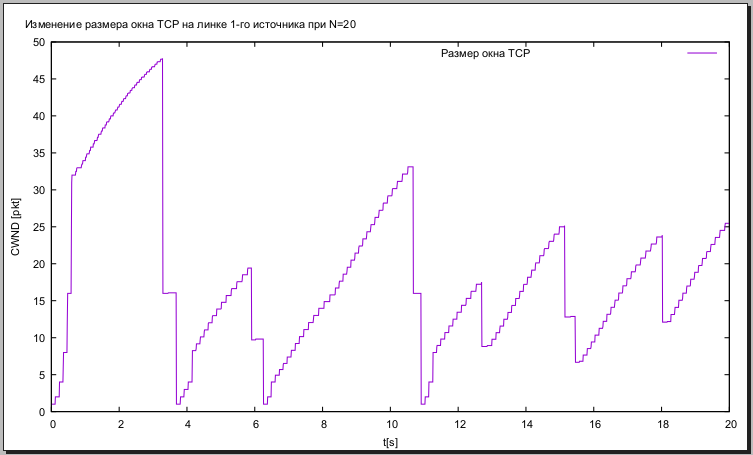 Изменение размера окна TCP на линке 1-го источника при N=20
Размер окна TCP
CWND [pkt]
50
45
40
35
30
25
20
15
10
5
0
0 2 4 6 8 10 12 14 16 18 20
t[s]